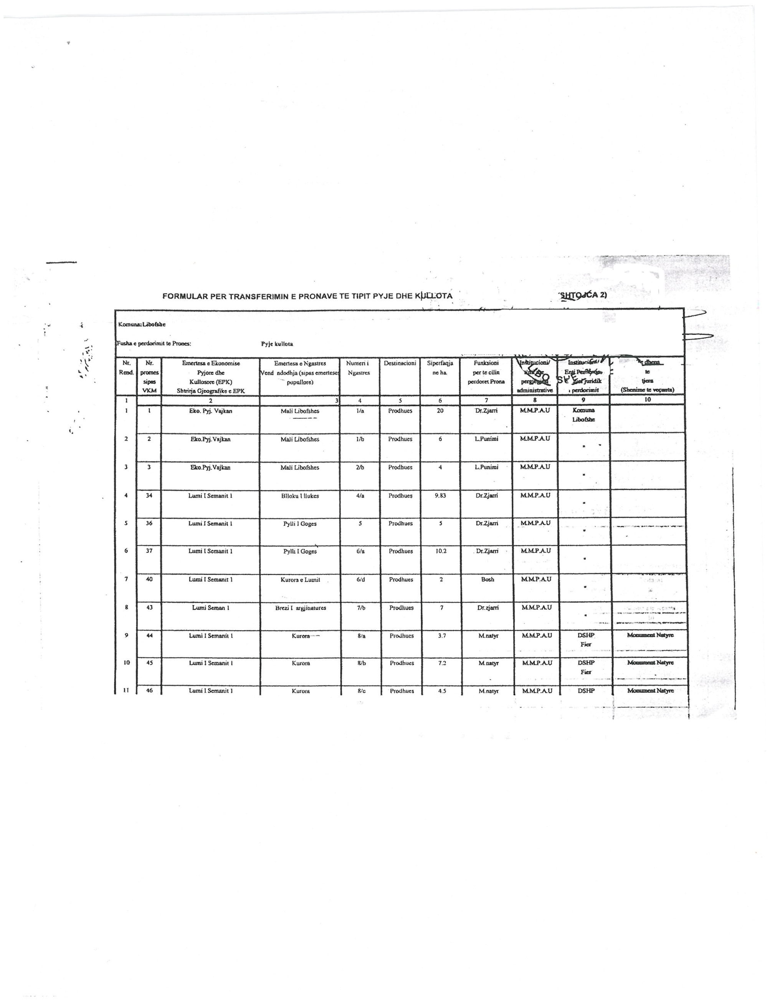 FORMULAR PER TRANSFERIMIN E PRONAVE TE TIPIT PYJE DHE KULLOTA SHTOJCA 2)
Komuna: Libofshe
Fusha e perdorimit te Prones: Pyje kullota
Nr. Nr. Emertesa e Ekonomise Emertesa e Ngastres Numeri i Destinacioni Siperfaqja Funksioni Institucioni/ Te dhena
Rend. promes Pyjore dhe Vend ndodhja (sipas emerteses Ngastres ne ha. per te cilin Enti te
sipas Kullosore (EPK) popullore) perdoret Prona juridik tjera
VKM Shtrirja Gjeografike e EPK administrative i perdorimit (Shenime te veçanta)
1 2 3 4 5 6 7 8 9 10
1 1 Eko. Pyj. Vajkan Mali Libofshes 1/a Prodhues 20 Dr.Zjarri M.M.P.A.U Komuna
Libofshe
2 2 Eko.Pyj.Vajkan Mali Libofshes 1/b Prodhues 6 L.Punimi M.M.P.A.U "
3 3 Eko.Pyj.Vajkan Mali Libofshes 2/b Prodhues 4 L.Punimi M.M.P.A.U "
4 34 Lumi I Semanit 1 Blloku I 4/a Prodhues 9.83 Dr.Zjarri M.M.P.A.U "
5 36 Lumi I Semanit 1 Pylli I Goges 5 Prodhues 5 Dr.Zjarri M.M.P.A.U "
6 37 Lumi I Semanit 1 Pylli I Goges 6/a Prodhues 10.2 Dr.Zjarri M.M.P.A.U "
7 40 Lumi I Semanit 1 Kurora e Lumit 6/d Prodhues 2 Bosh M.M.P.A.U "
8 43 Lumi Seman 1 Brezi I argjinatures 7/b Prodhues 7 Dr.zjarri M.M.P.A.U "
9 44 Lumi I Semanit 1 Kurora 8/a Prodhues 3.7 M.natyr M.M.P.A.U DSHP Monument Natyre
Fier
10 45 Lumi I Semanit 1 Kurora 8/b Prodhues 7.2 M.natyr M.M.P.A.U DSHP Monument Natyre
Fier
11 46 Lumi I Semanit 1 Kurora 8/c Prodhues 4.5 M.natyr M.M.P.A.U DSHP Monument Natyre